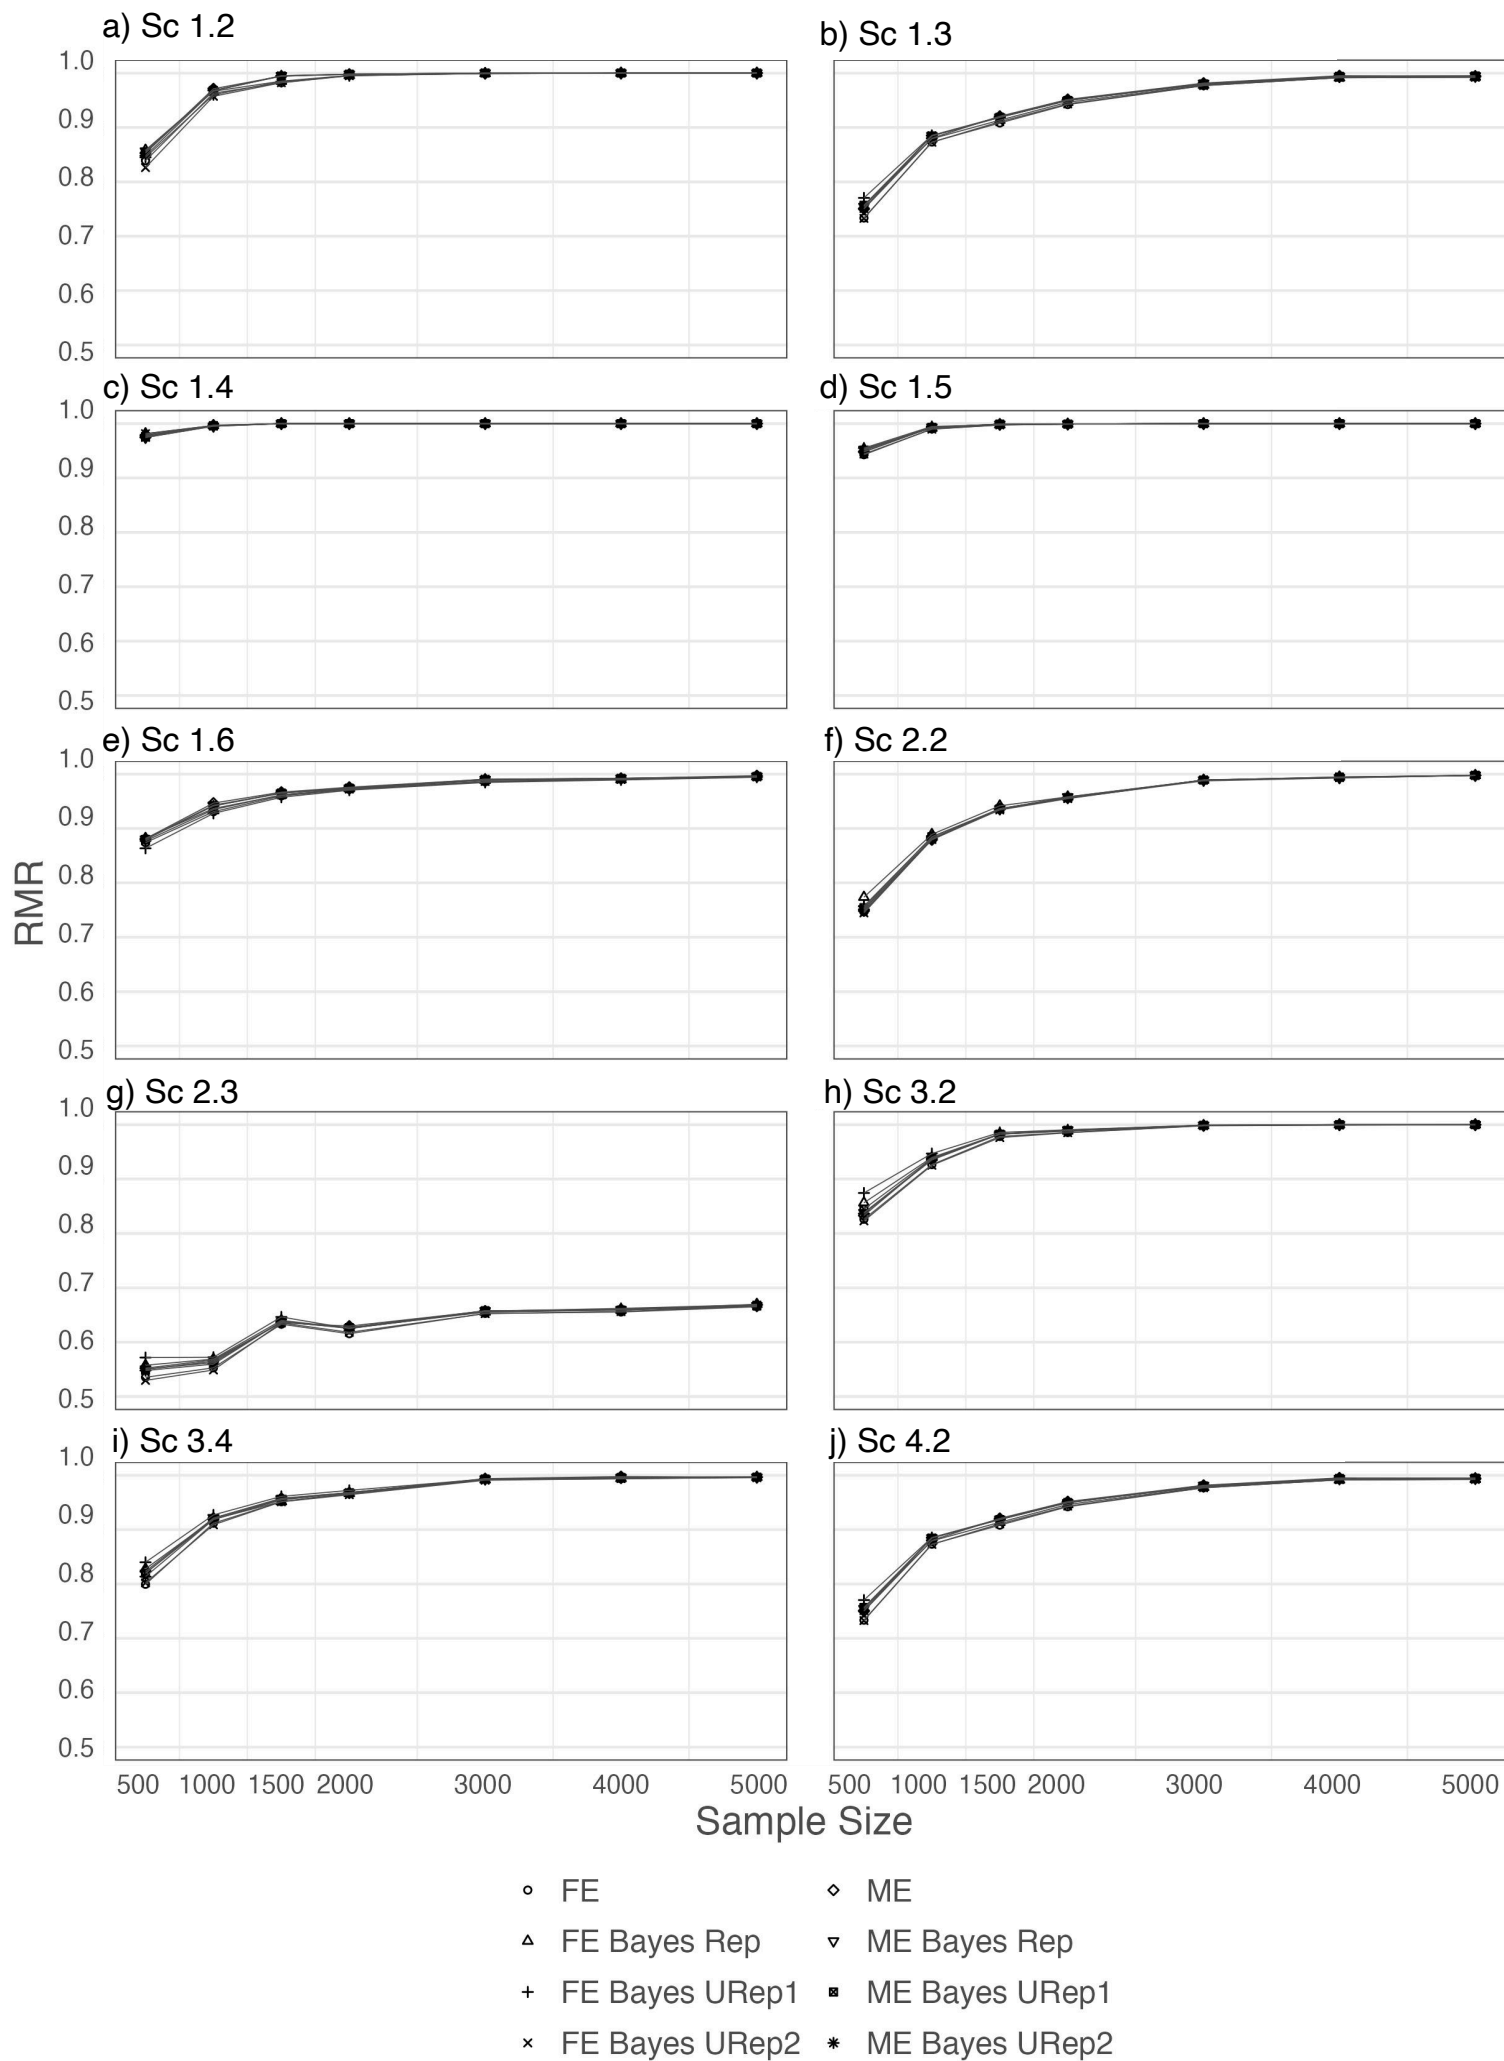 a) Sc 1.2
b) Sc 1.3
1.0
0.9
0.8
0.7
0.6
0.5
c) Sc 1.4
d) Sc 1.5
1.0
0.9
0.8
0.7
0.6
0.5
e) Sc 1.6
f) Sc 2.2
1.0
0.9
0.8
0.7
0.6
0.5
RMR
g) Sc 2.3
h) Sc 3.2
1.0
0.9
0.8
0.7
0.6
0.5
i) Sc 3.4
j) Sc 4.2
1.0
0.9
0.8
0.7
0.6
0.5
500 1000 1500 2000 3000 4000 5000
500 1000 1500 2000 3000 4000 5000
Sample Size
FE
ME
FE Bayes Rep
ME Bayes Rep
FE Bayes URep1
ME Bayes URep1
FE Bayes URep2
ME Bayes URep2